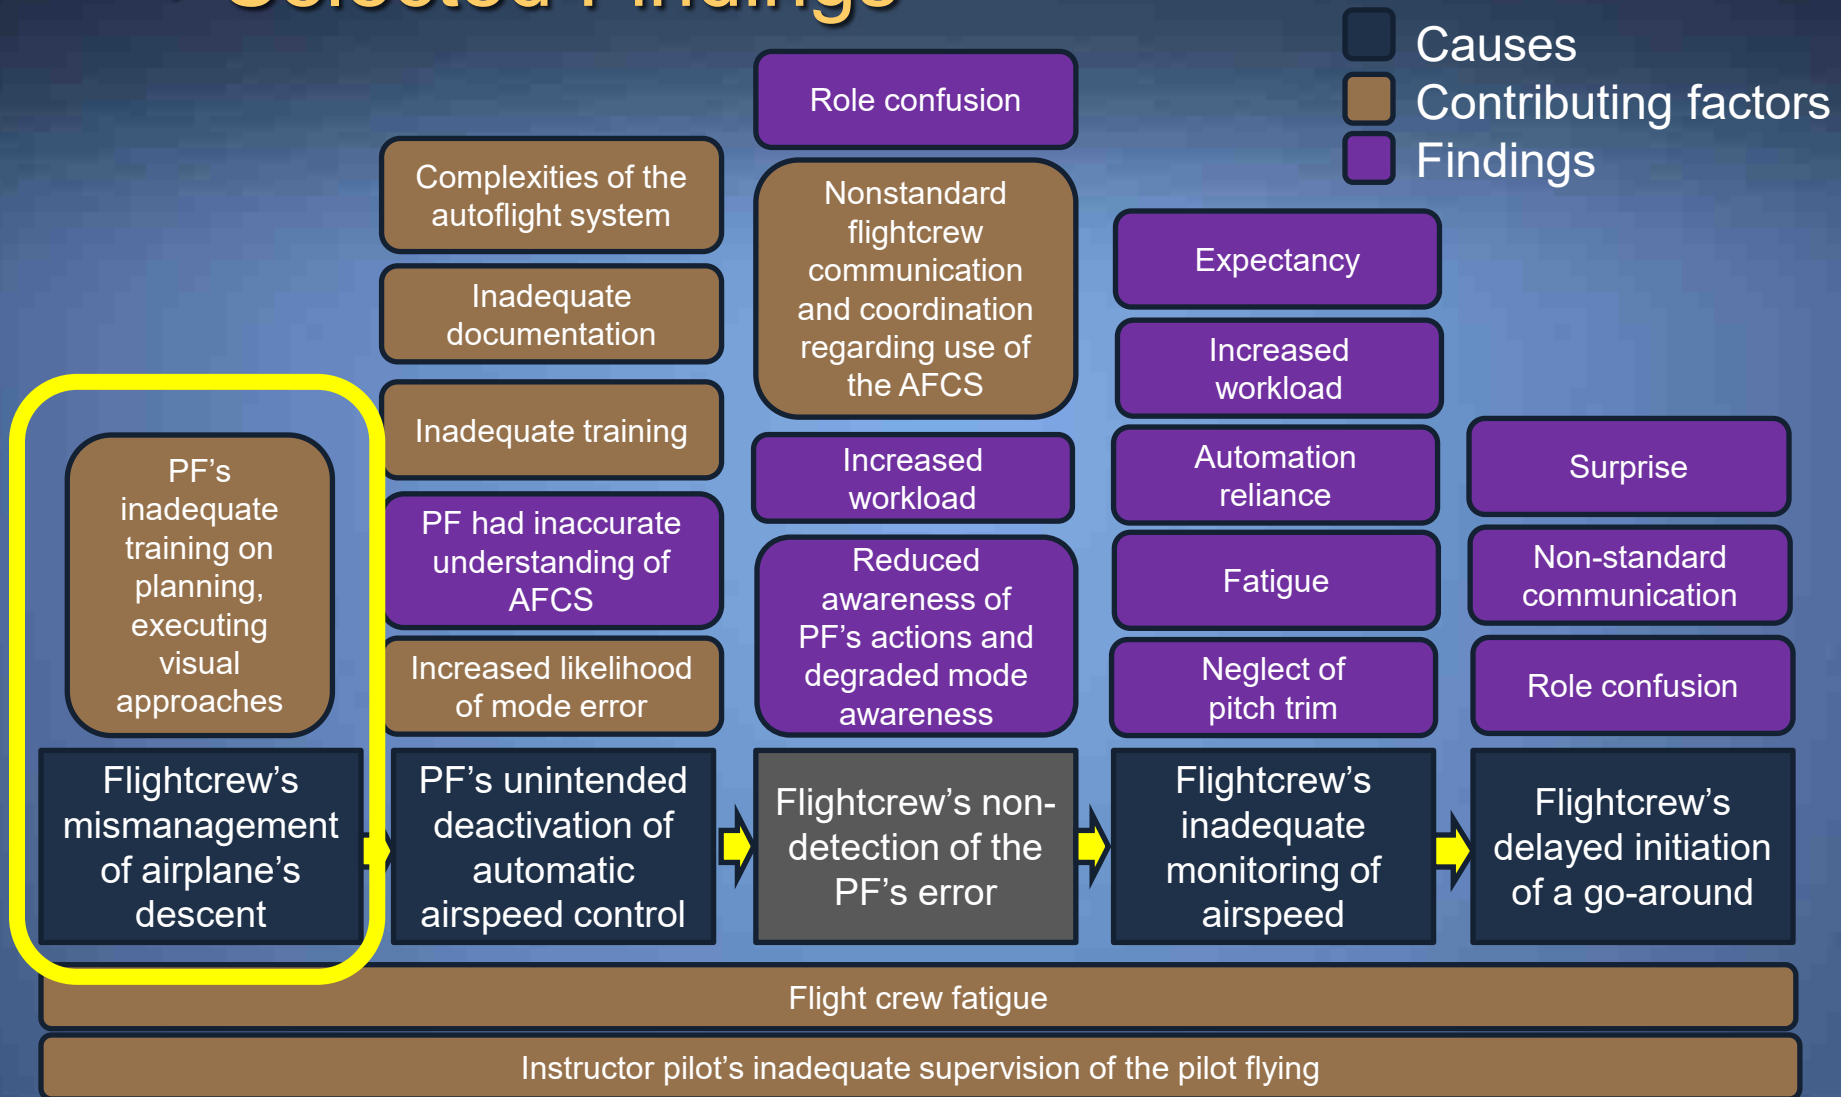 Selected Findings
Causes
Contributing factors
Findings
PF’s
inadequate
training on
planning,
executing
visual
approaches
Flightcrew’s
mismanagement
of airplane’s
descent
Complexities of the
autoflight system
Inadequate
documentation
Inadequate training
PF had inaccurate
understanding of
AFCS
Increased likelihood
of mode error
PF’s unintended
deactivation of
automatic
airspeed control
Role confusion
Nonstandard
flightcrew
communication
and coordination
regarding use of
the AFCS
Increased
workload
Reduced
awareness of
PF’s actions and
degraded mode
awareness
Flightcrew’s non-
detection of the
PF’s error
Expectancy
Increased
workload
Automation
reliance
Fatigue
Neglect of
pitch trim
Flightcrew’s
inadequate
monitoring of
airspeed
Surprise
Non-standard
communication
Role confusion
Flightcrew’s
delayed initiation
of a go-around
Flight crew fatigue
Instructor pilot’s inadequate supervision of the pilot flying